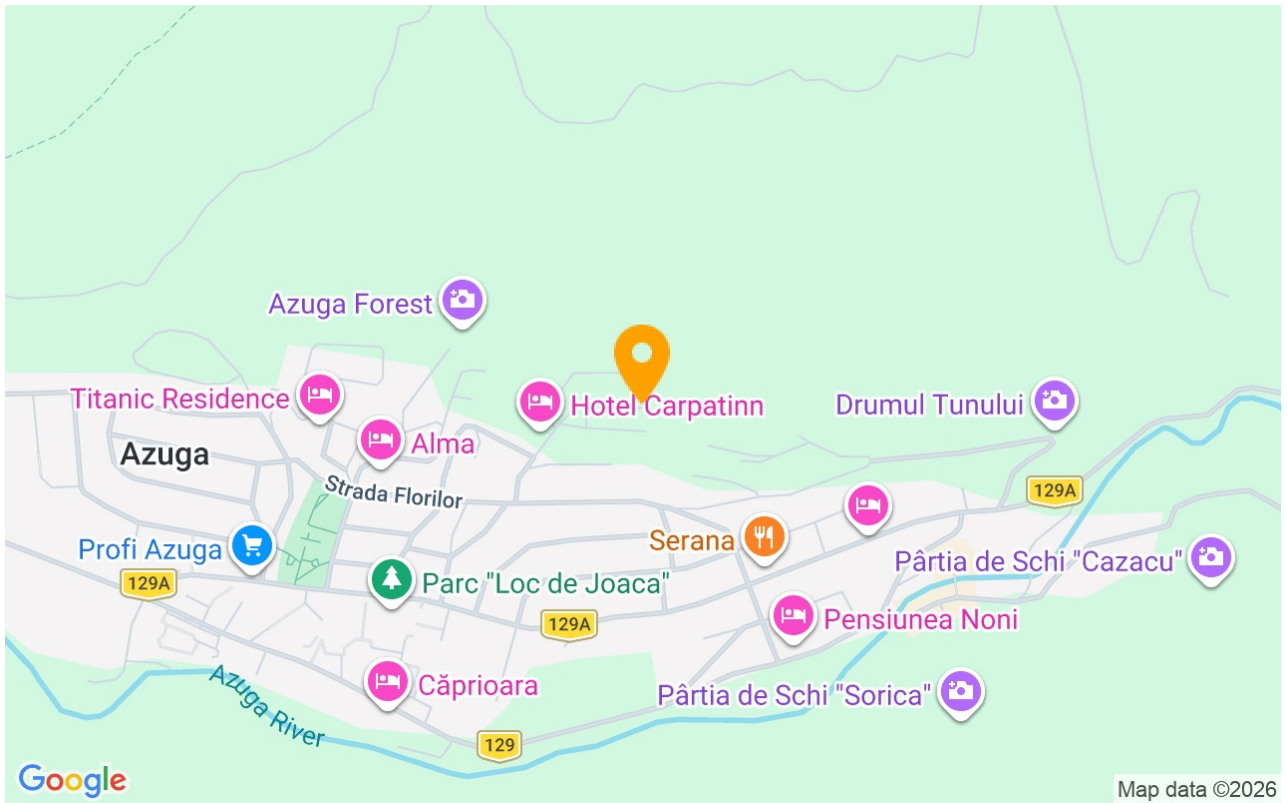 Azuga Forest
Titanic Residence
Hotel Carpatinn
Drumul Tunului
Alma
Azuga
Strada Florilor
129A
Serana
Profi Azuga
Pârtia de Schi "Cazacu"
129A
Parc "Loc de Joaca"
129A
Pensiunea Noni
Căprioara
Pârtia de Schi "Sorica"
Azuga River
129
Google
Map data ©2026